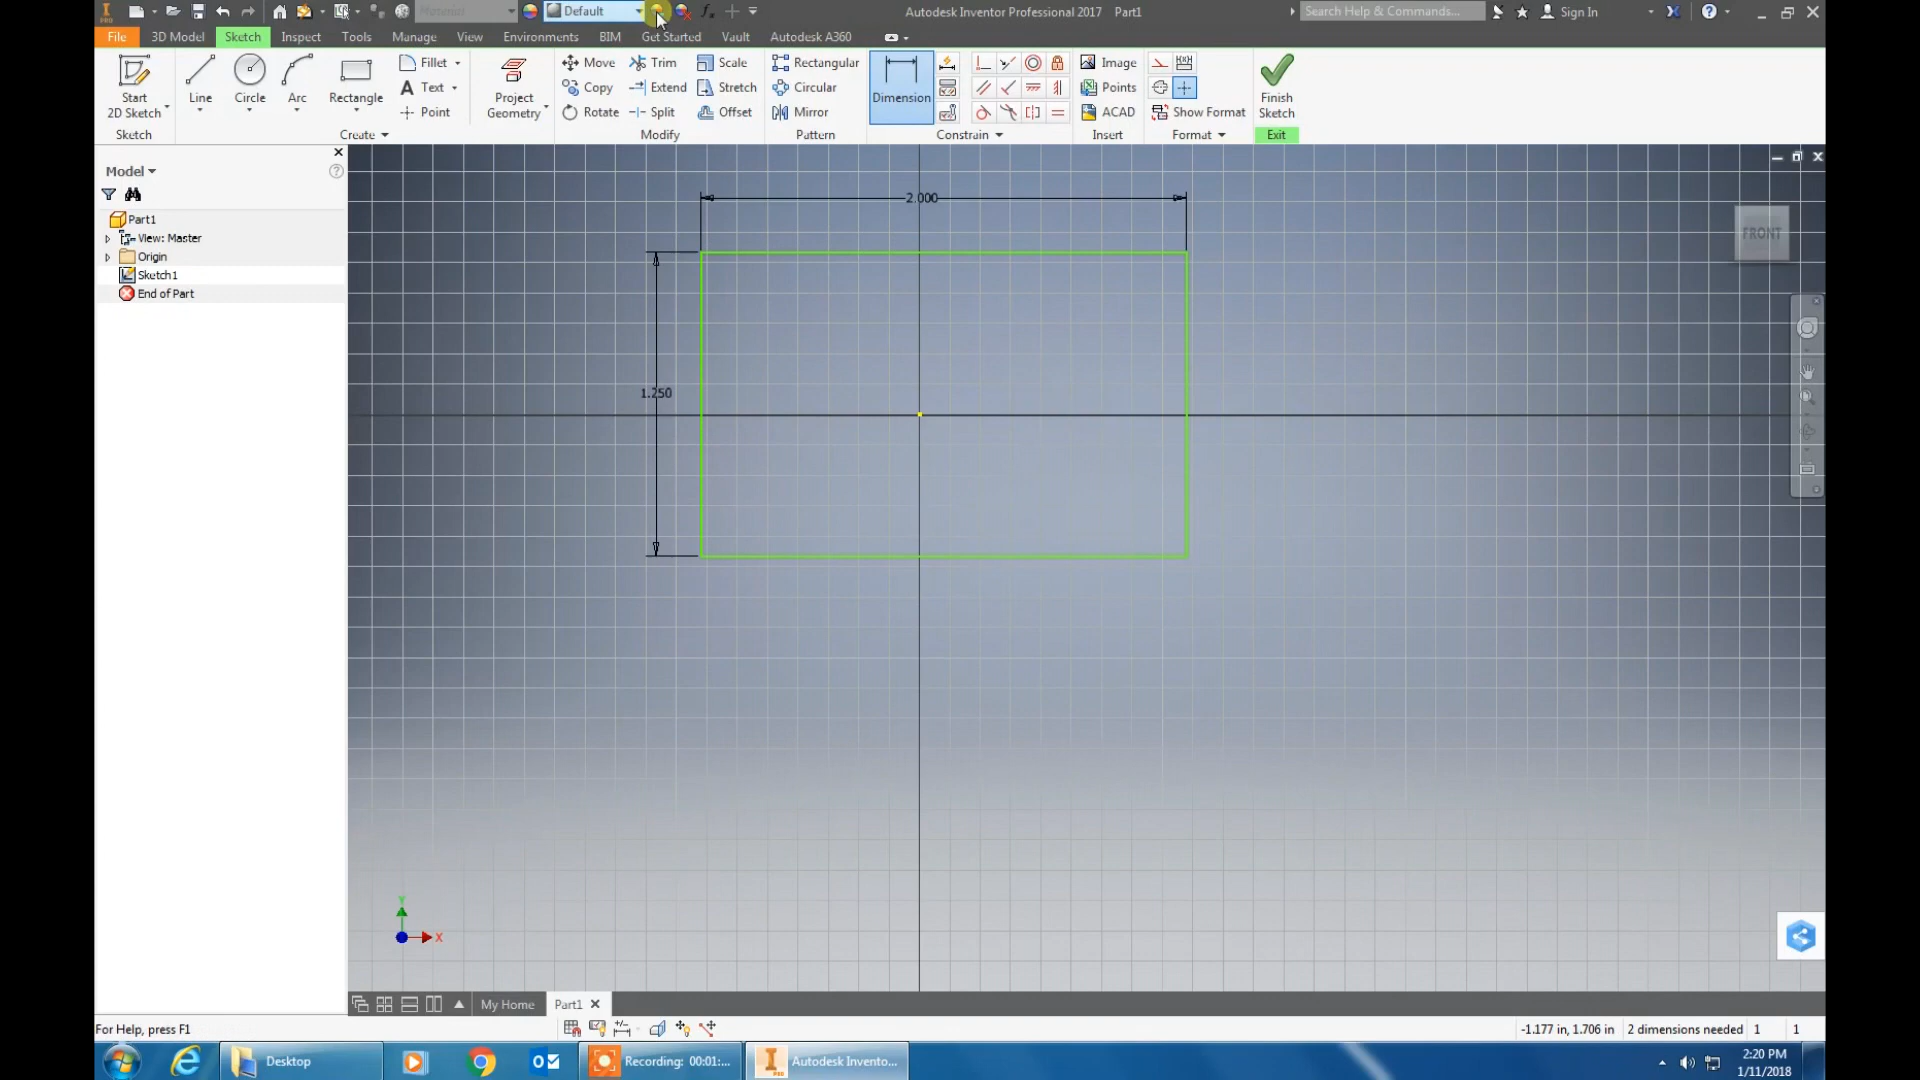 Material
Default
Autodesk Inventor Professional 2017 Part1
Search Help & Commands...
Sign In
File
3D Model
Sketch
Inspect
Tools
Manage
View
Environments
BIM
Get Started
Vault
Autodesk A360
Start
2D Sketch
Line
Circle
Arc
Rectangle
Fillet
Text
Point
Project
Geometry
Move
Copy
Rotate
Trim
Extend
Split
Scale
Stretch
Offset
Rectangular
Circular
Mirror
Dimension
Image
Points
ACAD
Show Format
Finish
Sketch
Sketch
Create
Modify
Pattern
Constrain
Insert
Format
Exit
Model
Part1
View: Master
Origin
Sketch1
End of Part
2.000
1.250
FRONT
Y
X
My Home
Part1
For Help, press F1
-1.177 in, 1.706 in
2 dimensions needed
1
1
Desktop
Recording: 00:01:...
Autodesk Invento...
2:20 PM
1/11/2018